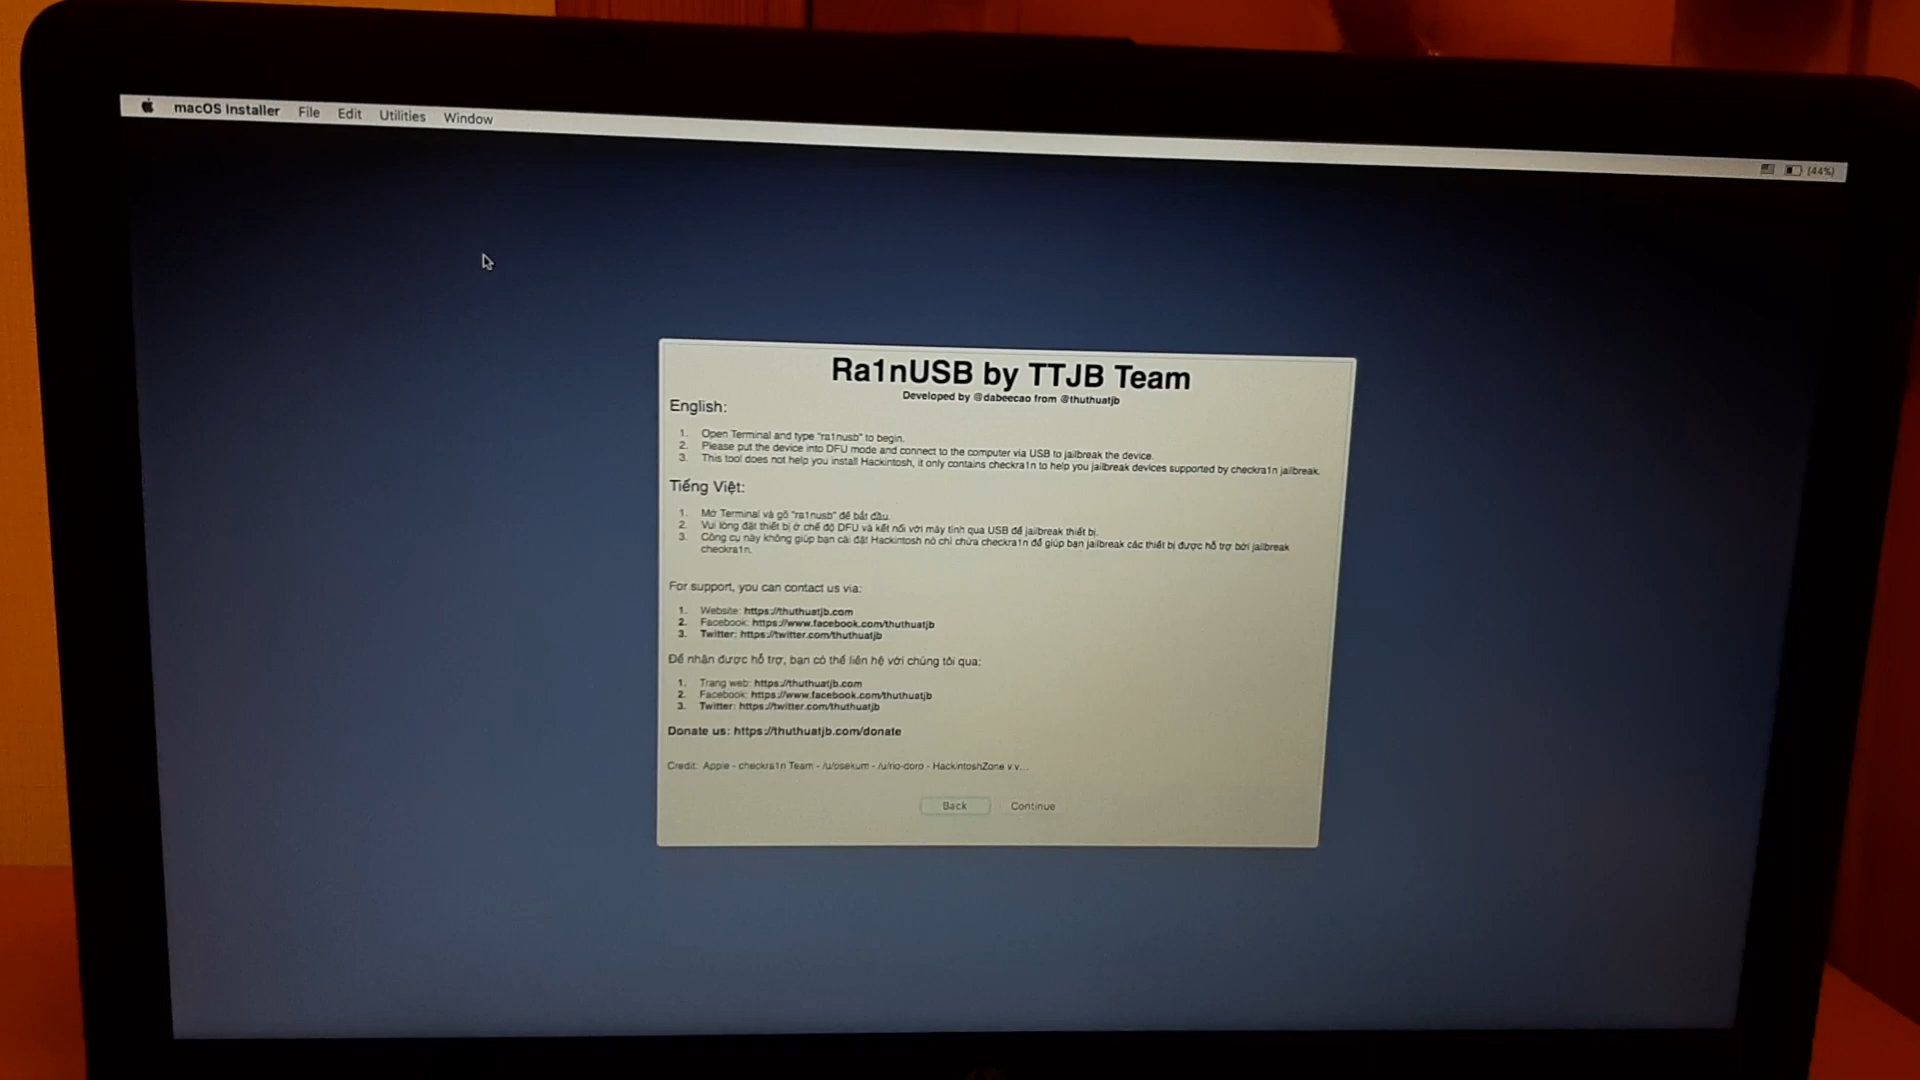 macOS Installer File Edit Utilities Window
(44%)
Ra1nUSB by TTJB Team
Developed by @dabeecao from @thuthuatjb
English:
1. Open Terminal and type "ra1nusb" to begin.
2. Please put the device into DFU mode and connect to the computer via USB to jailbreak the device.
3. This tool does not help you install Hackintosh, it only contains checkra1n to help you jailbreak devices supported by checkra1n jailbreak.
Tiếng Việt:
1. Mở Terminal và gõ "ra1nusb" để bắt đầu.
2. Vui lòng đặt thiết bị ở chế độ DFU và kết nối với máy tính qua USB để jailbreak thiết bị.
3. Công cụ này không giúp bạn cài đặt Hackintosh nó chỉ chứa checkra1n để giúp bạn jailbreak các thiết bị được hỗ trợ bởi jailbreak
checkra1n.
For support, you can contact us via:
1. Website: https://thuthuatjb.com
2. Facebook: https://www.facebook.com/thuthuatjb
3. Twitter: https://twitter.com/thuthuatjb
Để nhận được hỗ trợ, bạn có thể liên hệ với chúng tôi qua:
1. Trang web: https://thuthuatjb.com
2. Facebook: https://www.facebook.com/thuthuatjb
3. Twitter: https://twitter.com/thuthuatjb
Donate us: https://thuthuatjb.com/donate
Credit: Apple - checkra1n Team - /u/osekum - /u/rio-doro - HackintoshZone v.v...
Back Continue